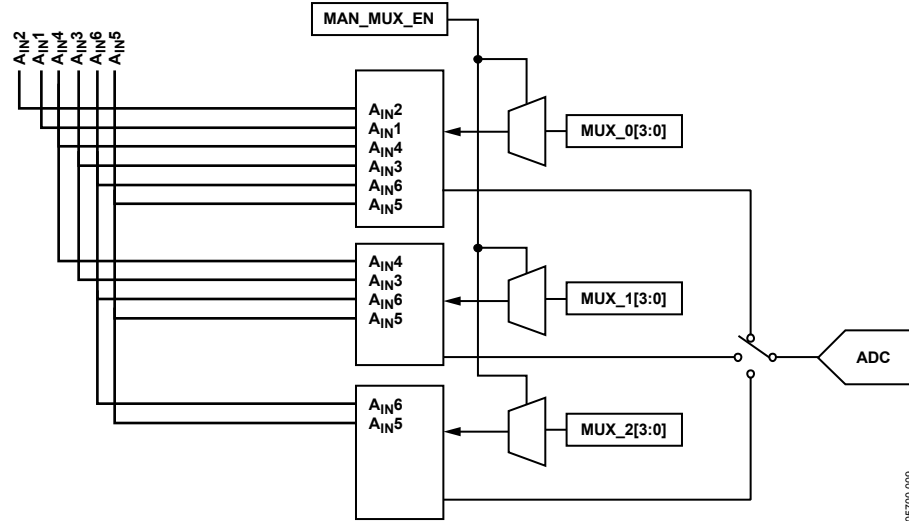 MAN_MUX_EN
AIN2
AIN1
AIN4
AIN3
AIN6
AIN5
AIN2
AIN1
AIN4
AIN3
AIN6
AIN5
MUX_0[3:0]
AIN4
AIN3
AIN6
AIN5
MUX_1[3:0]
ADC
AIN6
AIN5
MUX_2[3:0]